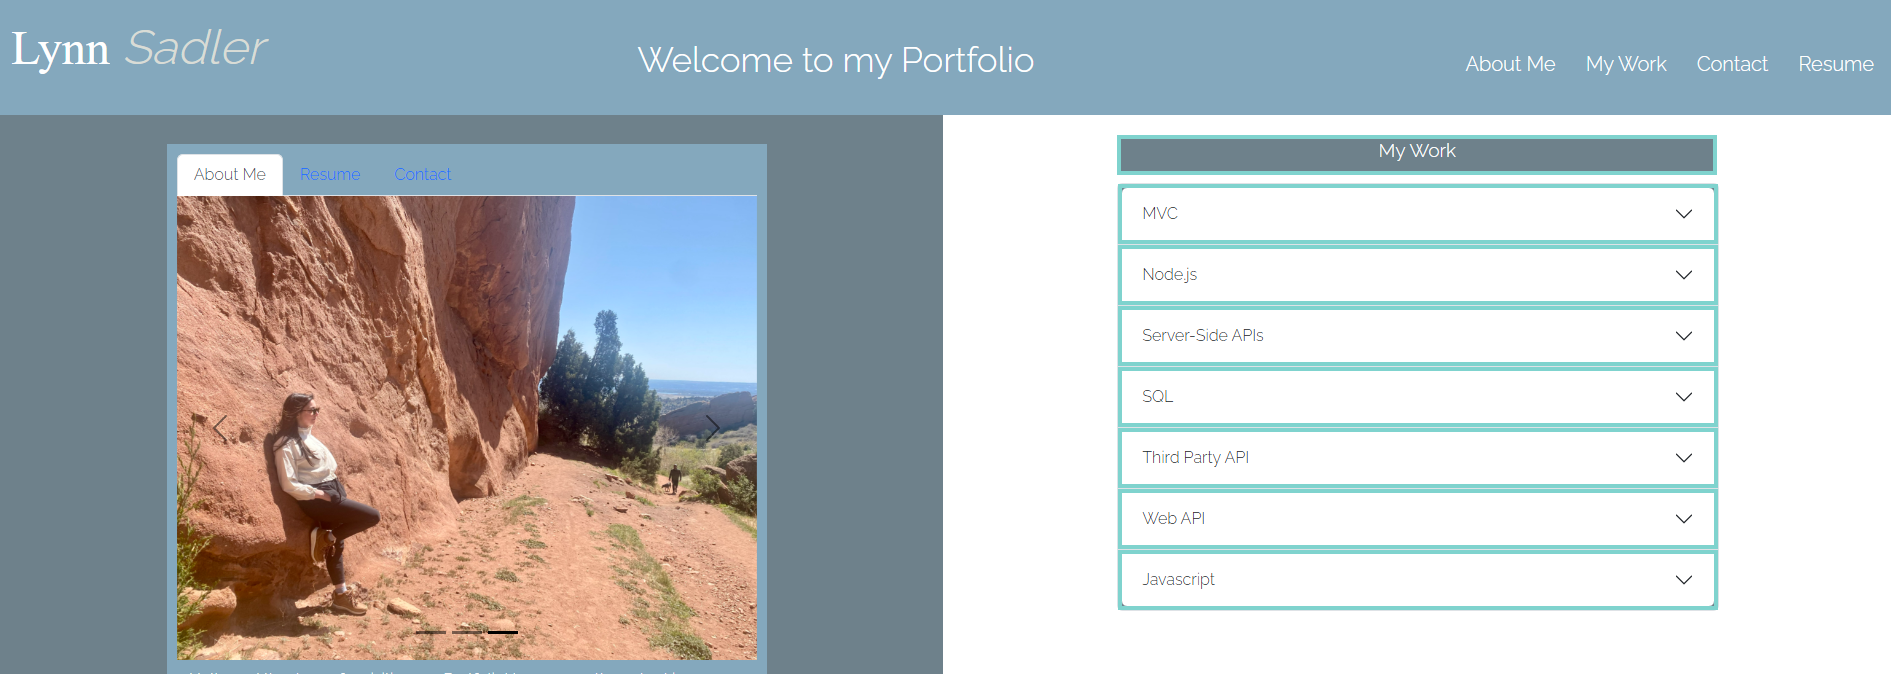 Lynn Sadler
Welcome to my Portfolio
About Me My Work Contact Resume
About Me Resume Contact
My Work
MVC
Node.js
Server-Side APIs
SQL
Third Party API
Web API
Javascript